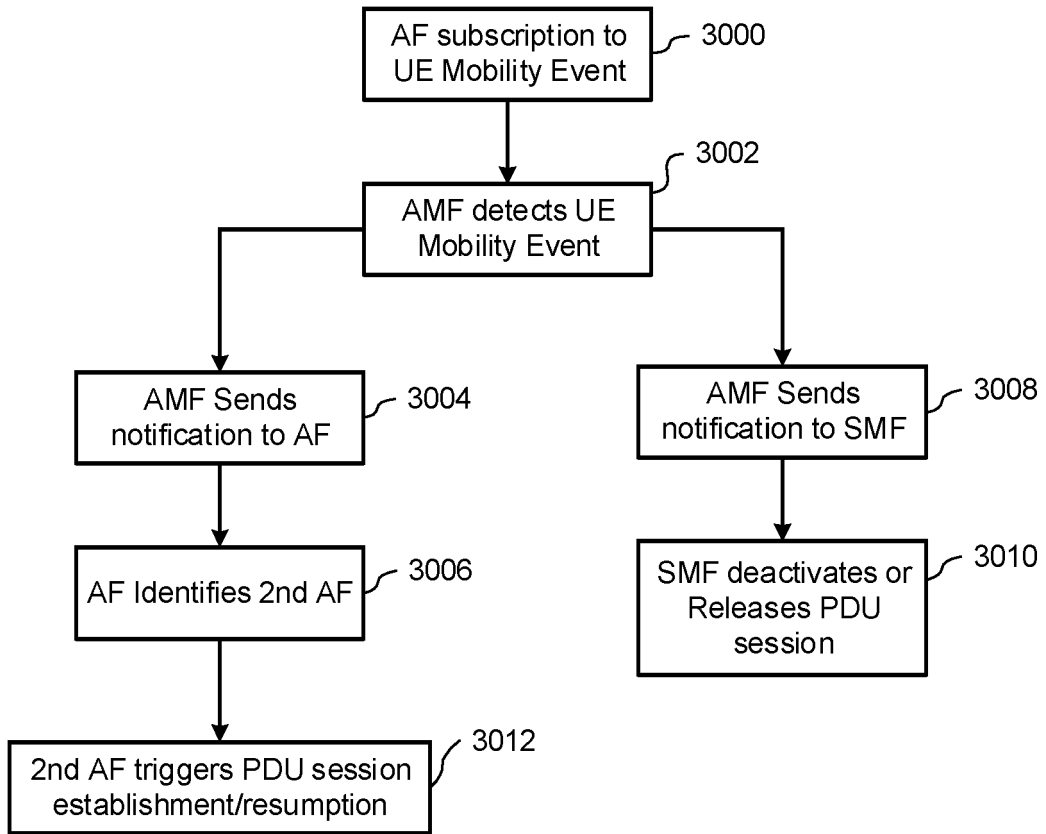 AF subscription to
UE Mobility Event
3000
AMF detects UE
Mobility Event
3002
AMF Sends
notification to AF
3004
AMF Sends
notification to SMF
3008
AF Identifies 2nd AF
3006
SMF deactivates or
Releases PDU
session
3010
2nd AF triggers PDU session
establishment/resumption
3012